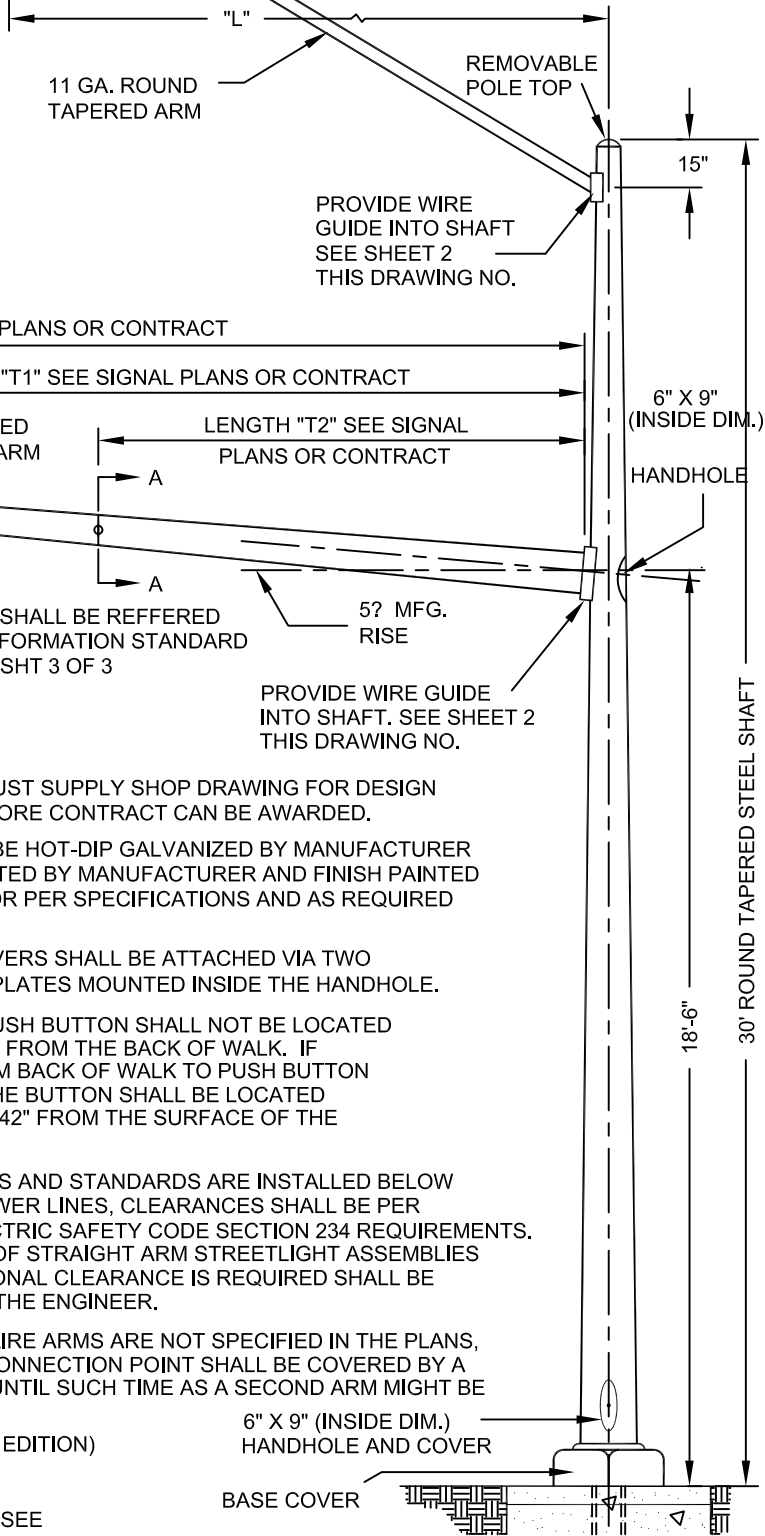 "L"
11 GA. ROUND
TAPERED ARM
REMOVABLE
POLE TOP
15"
PROVIDE WIRE
GUIDE INTO SHAFT
SEE SHEET 2
THIS DRAWING NO.
PLANS OR CONTRACT
"T1" SEE SIGNAL PLANS OR CONTRACT
ED
ARM
LENGTH "T2" SEE SIGNAL
PLANS OR CONTRACT
6" X 9"
(INSIDE DIM.)
HANDHOLE
A
A
SHALL BE REFFERED
FORMATION STANDARD
SHT 3 OF 3
5? MFG.
RISE
PROVIDE WIRE GUIDE
INTO SHAFT. SEE SHEET 2
THIS DRAWING NO.
30' ROUND TAPERED STEEL SHAFT
18'-6"
UST SUPPLY SHOP DRAWING FOR DESIGN
ORE CONTRACT CAN BE AWARDED.
BE HOT-DIP GALVANIZED BY MANUFACTURER
TED BY MANUFACTURER AND FINISH PAINTED
OR PER SPECIFICATIONS AND AS REQUIRED
VERS SHALL BE ATTACHED VIA TWO
PLATES MOUNTED INSIDE THE HANDHOLE.
USH BUTTON SHALL NOT BE LOCATED
FROM THE BACK OF WALK. IF
M BACK OF WALK TO PUSH BUTTON
HE BUTTON SHALL BE LOCATED
42" FROM THE SURFACE OF THE
S AND STANDARDS ARE INSTALLED BELOW
WER LINES, CLEARANCES SHALL BE PER
CTRIC SAFETY CODE SECTION 234 REQUIREMENTS.
OF STRAIGHT ARM STREETLIGHT ASSEMBLIES
ONAL CLEARANCE IS REQUIRED SHALL BE
THE ENGINEER.
IRE ARMS ARE NOT SPECIFIED IN THE PLANS,
ONNECTION POINT SHALL BE COVERED BY A
UNTIL SUCH TIME AS A SECOND ARM MIGHT BE
EDITION)
6" X 9" (INSIDE DIM.)
HANDHOLE AND COVER
BASE COVER
SEE